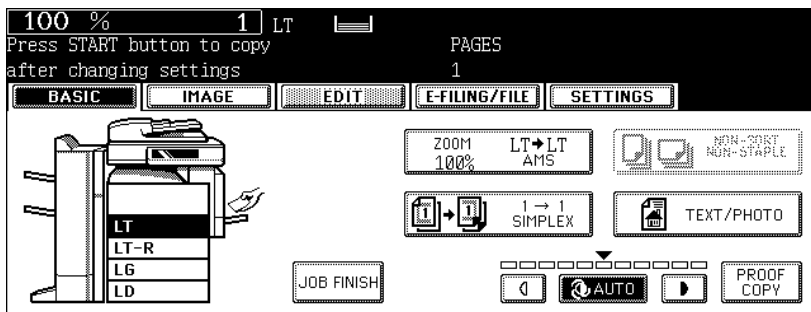 100 % 1 LT
Press START button to copy PAGES
after changing settings 1
BASIC IMAGE EDIT E-FILING/FILE SETTINGS
ZOOM LT→LT
100% AMS
NON-SORT
NON-STAPLE
1 → 1
SIMPLEX
1 → 1
TEXT/PHOTO
LT
LT-R
LG
LD
JOB FINISH
AUTO
PROOF
COPY